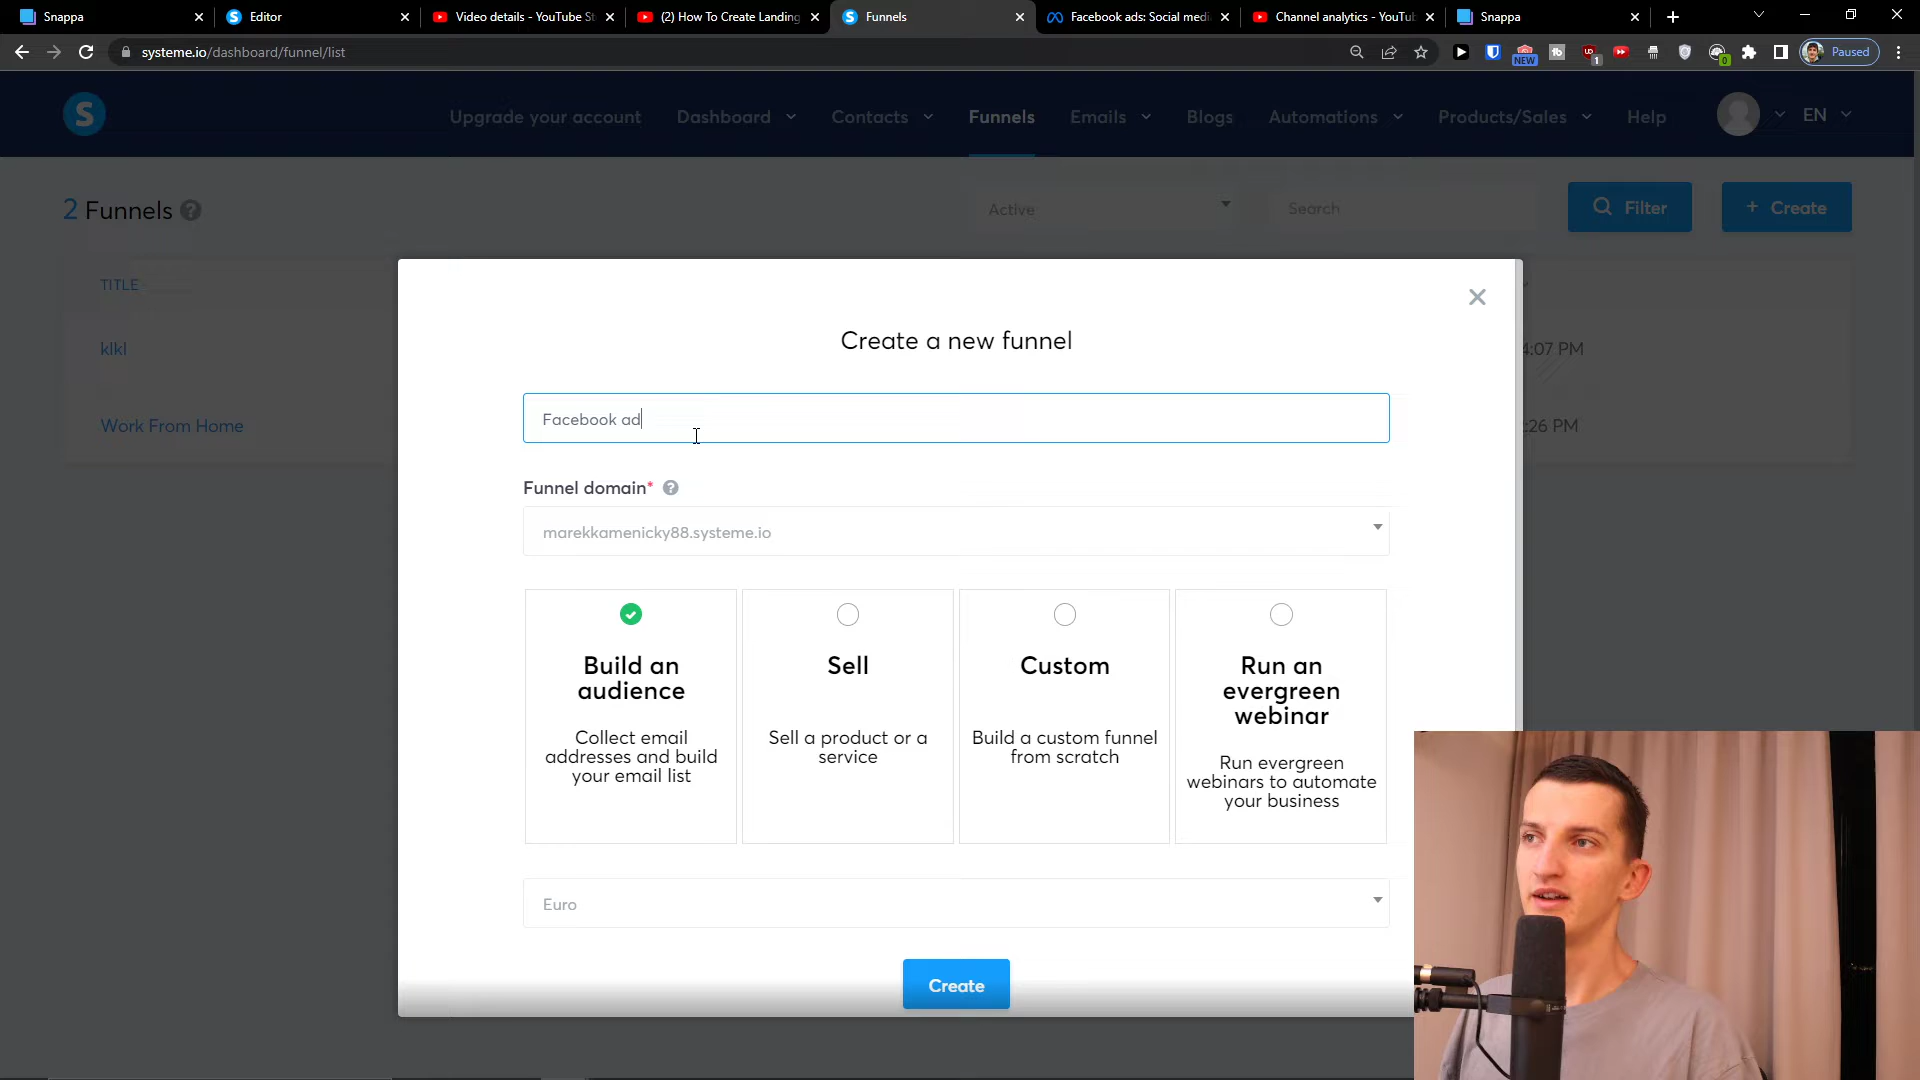 Snappa
Editor
Video details - YouTube St
(2) How To Create Landing
Funnels
Facebook ads: Social medi
Channel analytics - YouTub
Snappa
systeme.io/dashboard/funnel/list
NEW
1
0
Paused
S
Upgrade your account
Dashboard
Contacts
Funnels
Emails
Blogs
Automations
Products/Sales
Help
EN
2 Funnels
Active
Search
Filter
+ Create
TITLE
klkl
4:07 PM
Work From Home
:26 PM
Create a new funnel
Facebook ad
Funnel domain*
marekkamenicky88.systeme.io
Build an
audience
Collect email
addresses and build
your email list
Sell
Sell a product or a
service
Custom
Build a custom funnel
from scratch
Run an
evergreen
webinar
Run evergreen
webinars to automate
your business
Euro
Create